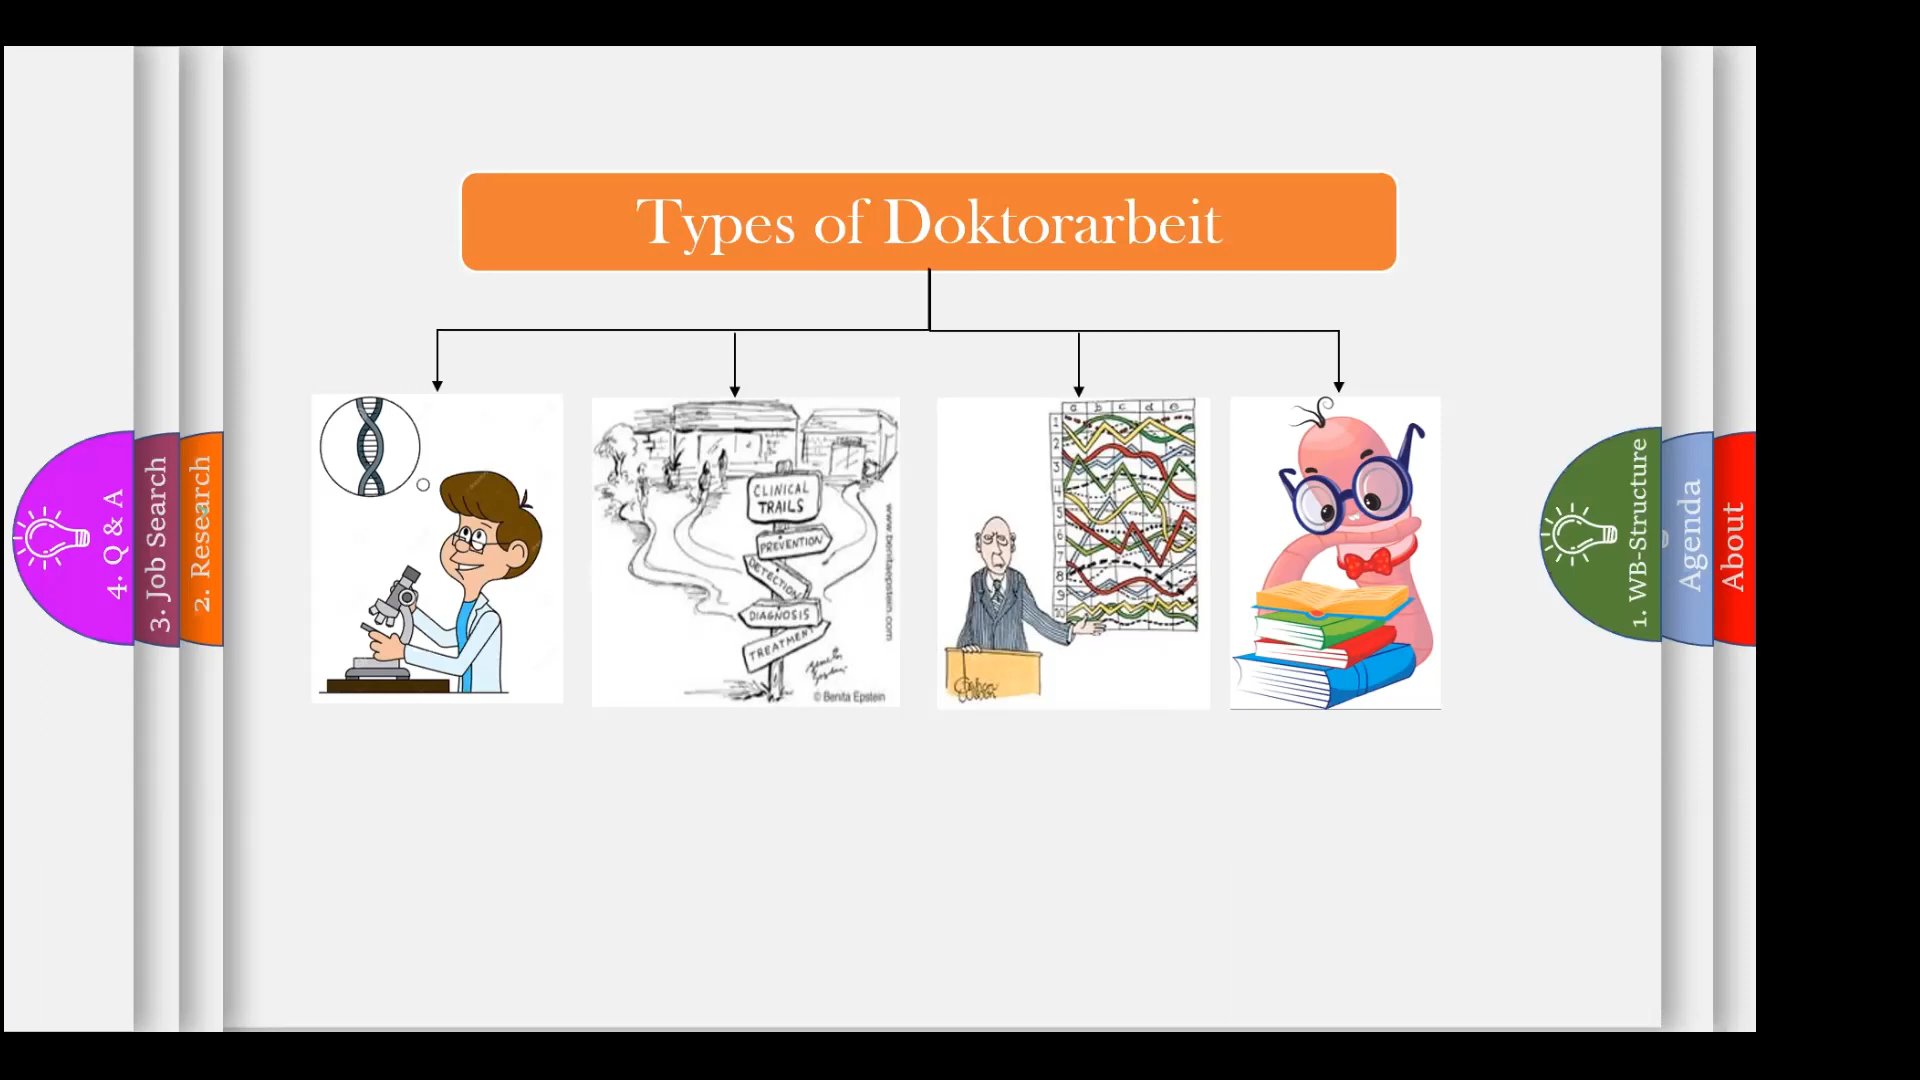 Types of Doktorarbeit
4. Q & A
3. Job Search
2. Research
CLINICAL
TRAILS
PREVENTION
DETECTION
DIAGNOSIS
TREATMENT
www.benitaepstein.com
© Benita Epstein
a b c d e
1
2
3
4
5
6
7
8
9
10
1. WB-Structure
Agenda
About